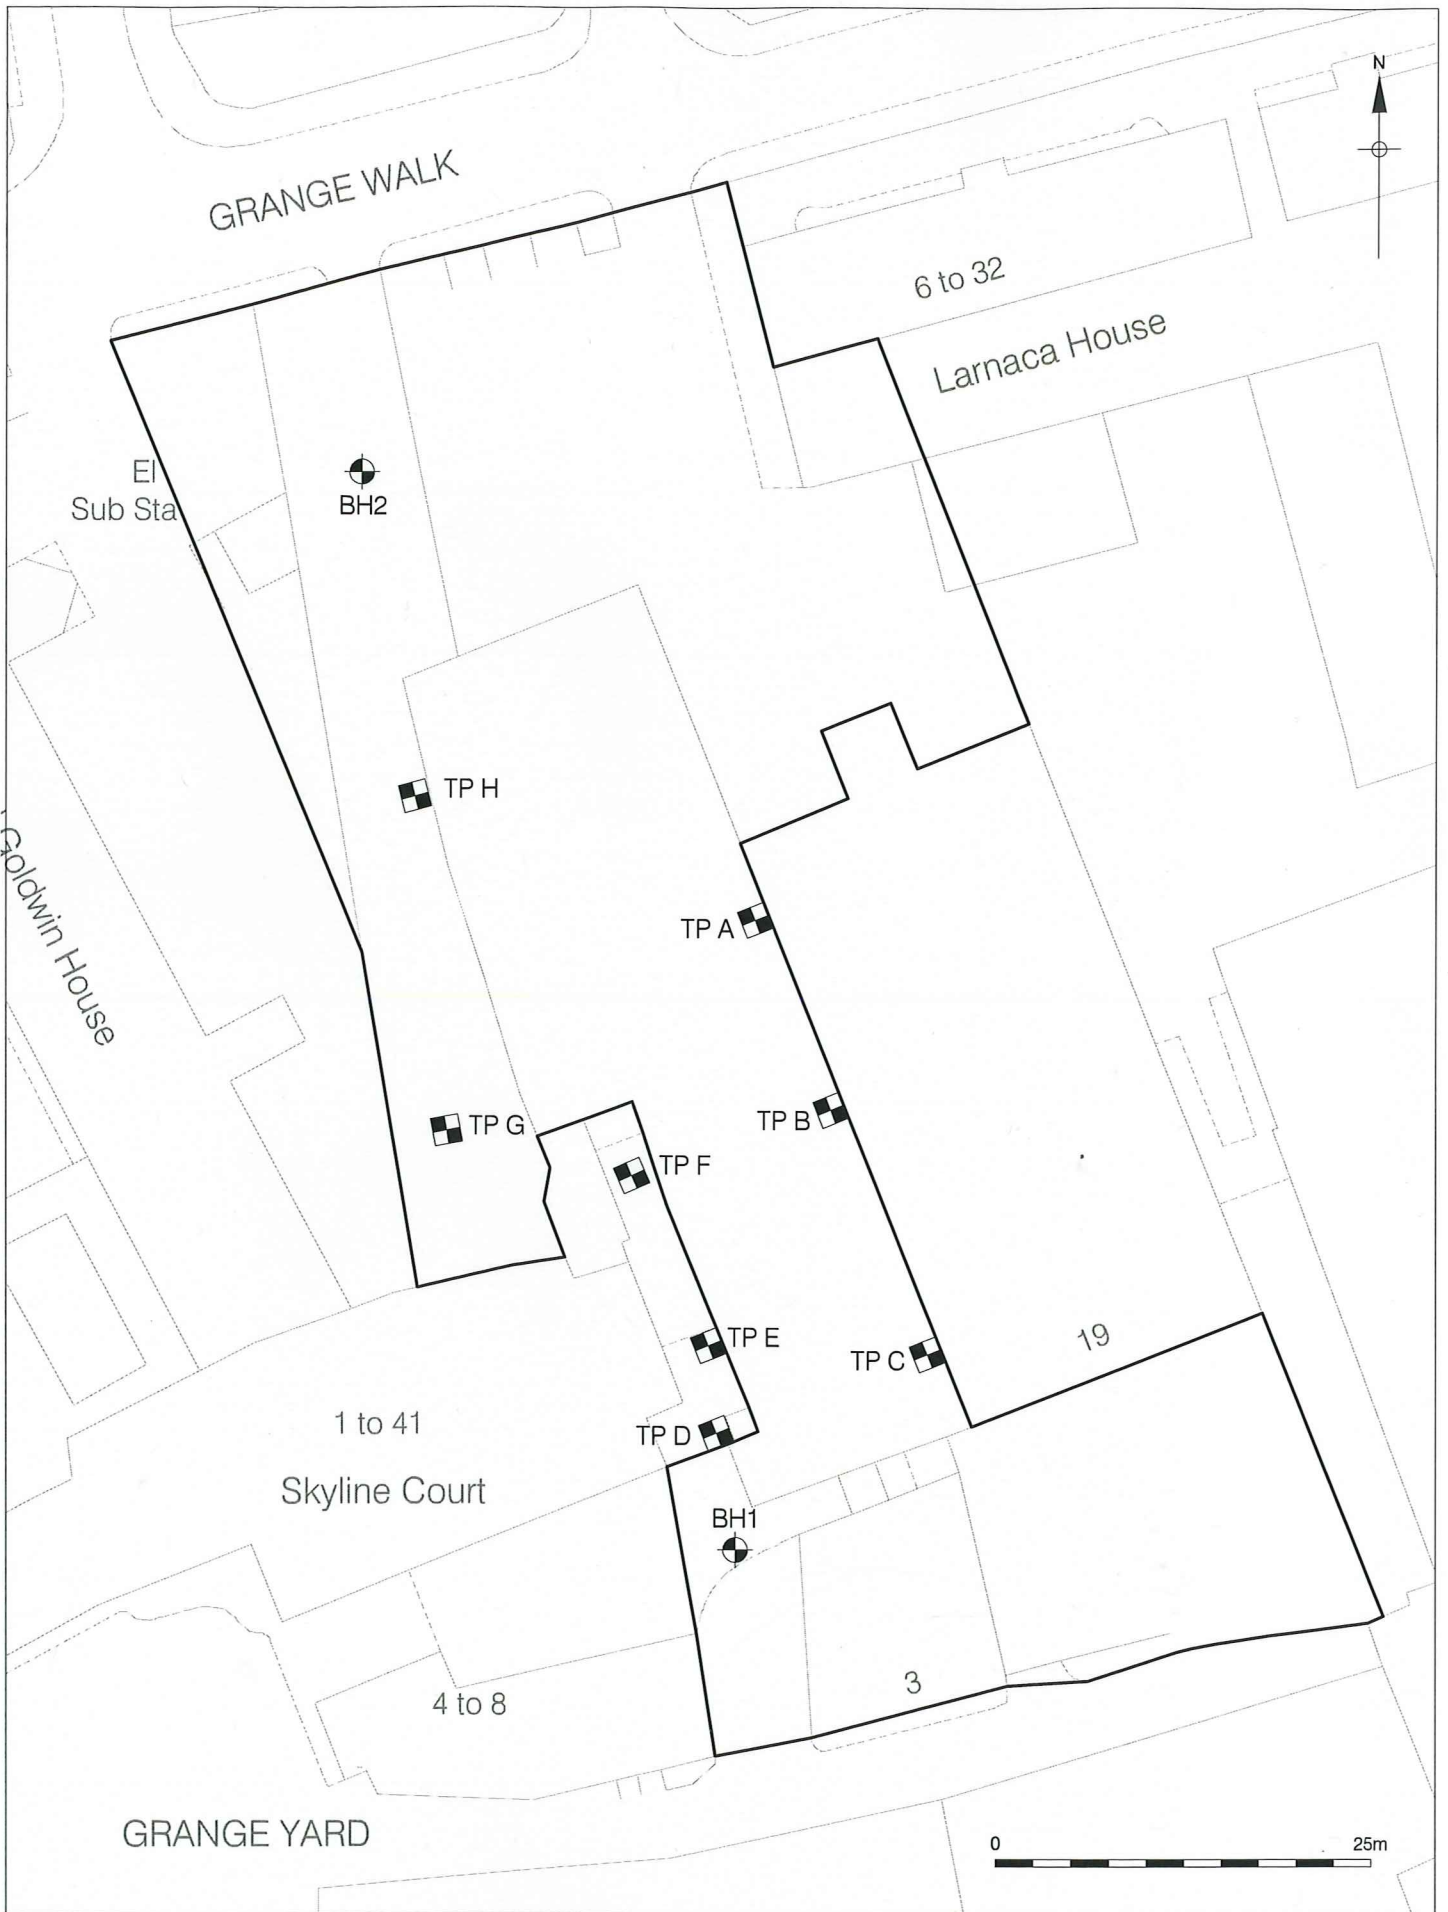 N
GRANGE WALK
6 to 32
Larnaca House
El
Sub Sta
BH2
TP H
Goldwin House
TP A
TP B
TP G
TP F
TP E
TP C
19
1 to 41
TP D
Skyline Court
BH1
3
4 to 8
GRANGE YARD
0 25m